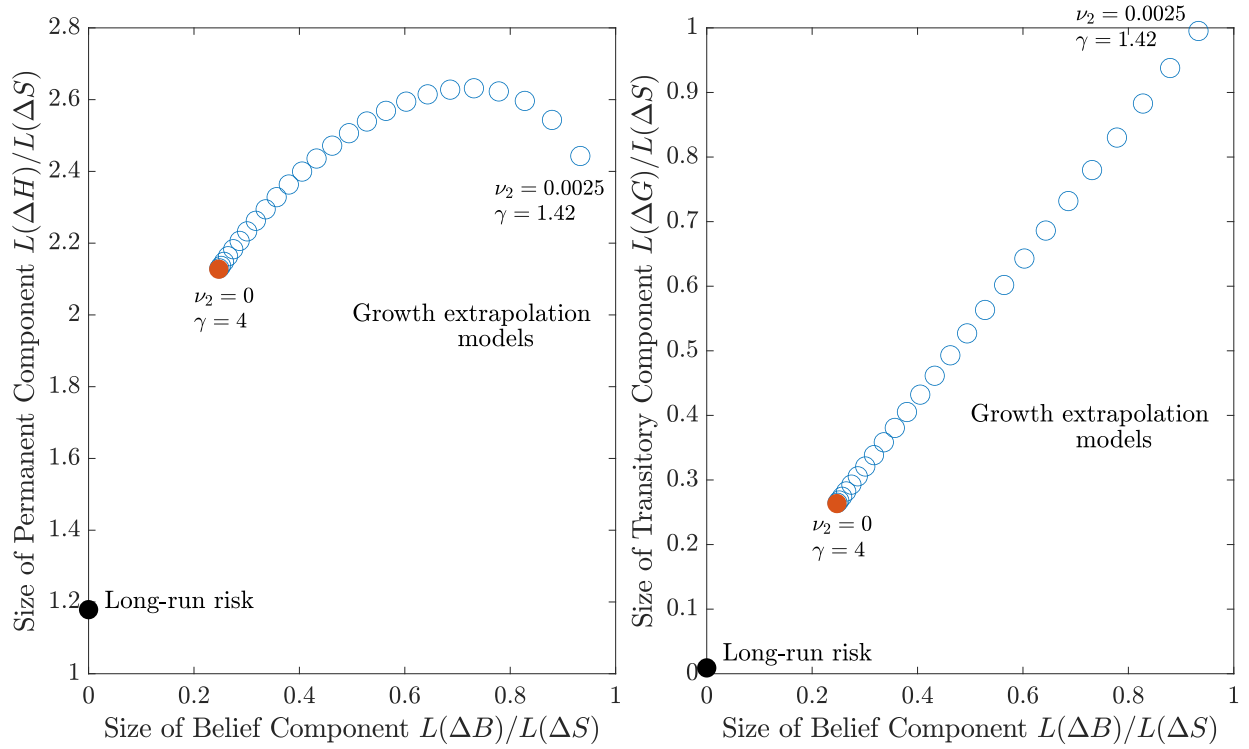 2.8
2.6
2.4
2.2
2
1.8
1.6
1.4
1.2
1
Size of Permanent Component L(ΔH)/L(ΔS)
ν₂ = 0.0025
γ = 1.42
ν₂ = 0
γ = 4
Growth extrapolation
models
Long-run risk
0
0.2
0.4
0.6
0.8
1
Size of Belief Component L(ΔB)/L(ΔS)
1
0.9
0.8
0.7
0.6
0.5
0.4
0.3
0.2
0.1
0
Size of Transitory Component L(ΔG)/L(ΔS)
ν₂ = 0.0025
γ = 1.42
Growth extrapolation
models
ν₂ = 0
γ = 4
Long-run risk
0
0.2
0.4
0.6
0.8
1
Size of Belief Component L(ΔB)/L(ΔS)